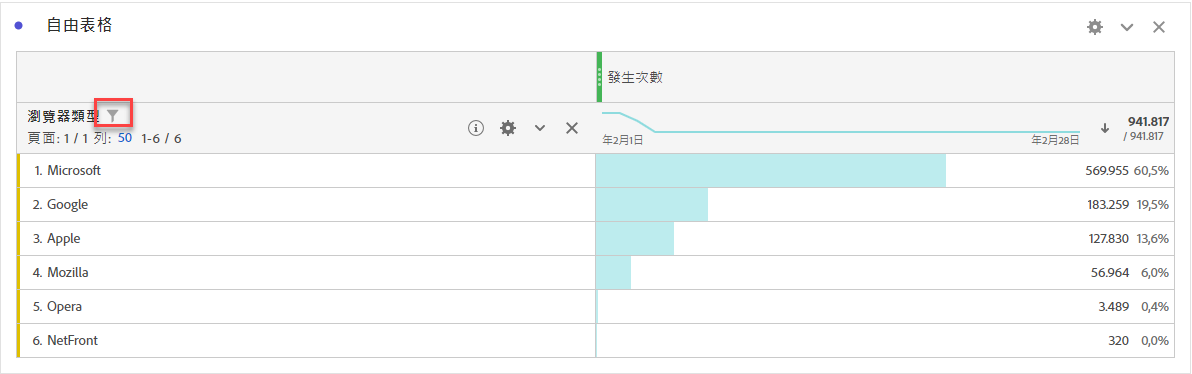 自由表格
發生次數
瀏覽器類型
頁面: 1 / 1 列: 50 1-6 / 6
年2月1日 年2月28日
941.817
/ 941.817
1. Microsoft 569.955 60,5%
2. Google 183.259 19,5%
3. Apple 127.830 13,6%
4. Mozilla 56.964 6,0%
5. Opera 3.489 0,4%
6. NetFront 320 0,0%